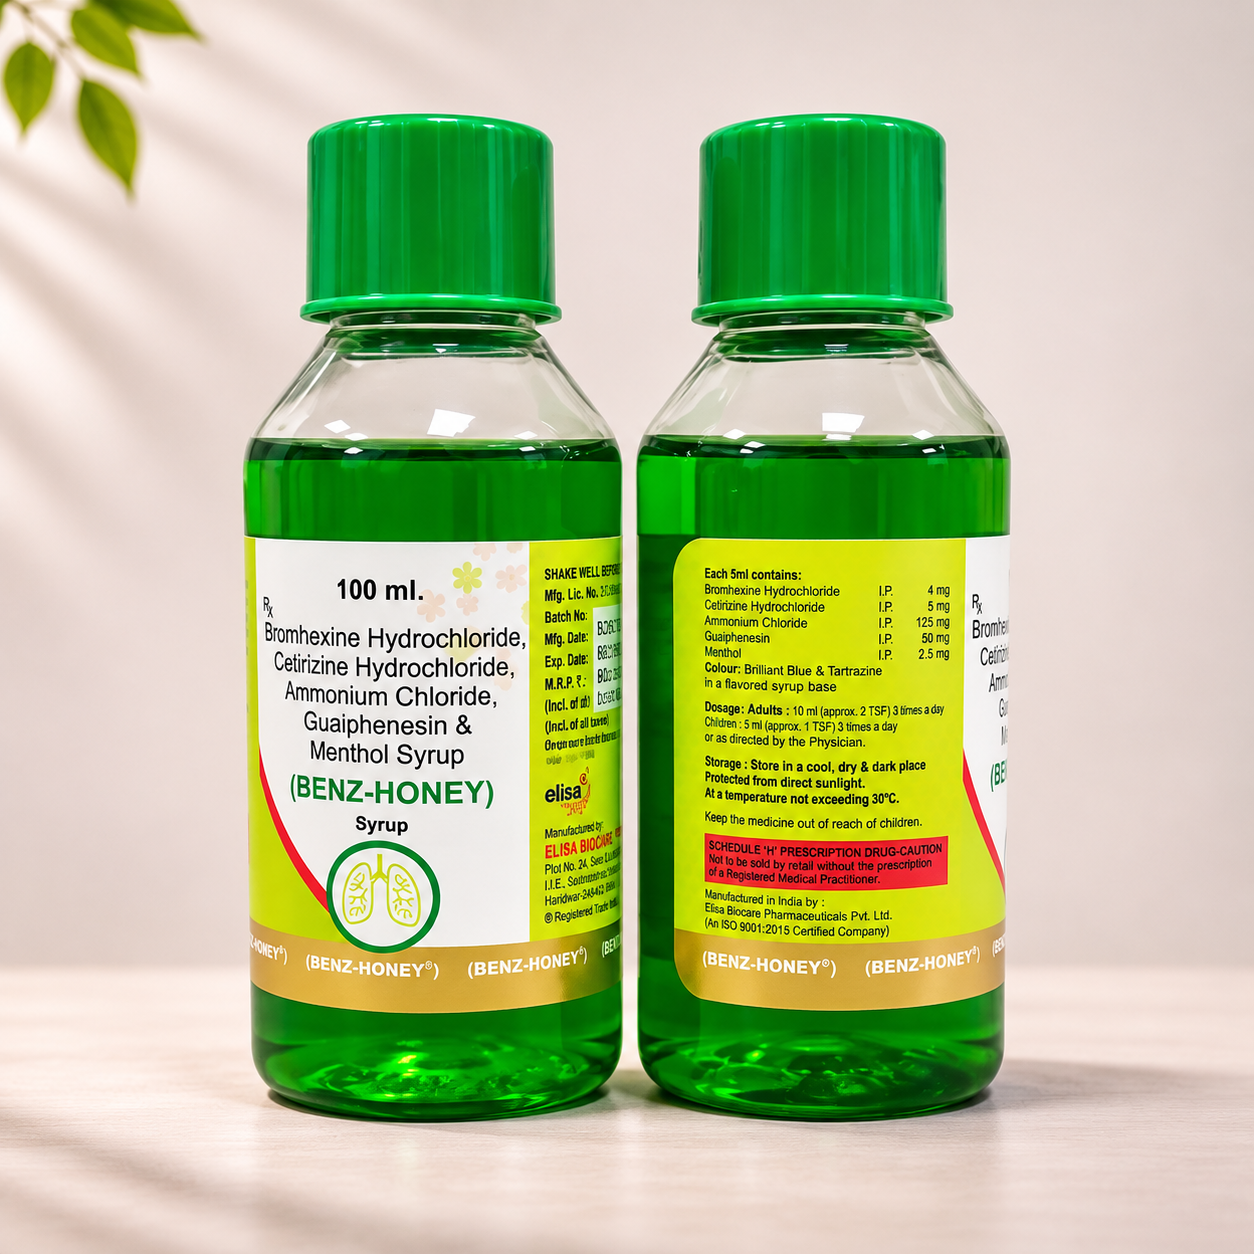 100 ml.
Rx
Bromhexine Hydrochloride,
Cetirizine Hydrochloride,
Ammonium Chloride,
Guaiphenesin &
Menthol Syrup
(BENZ-HONEY)
Syrup
(BENZ-HONEY®) (BENZ-HONEY®)
SHAKE WELL BEFORE
Mfg. Lic. No.
Batch No:
Mfg. Date:
Exp. Date:
M.R.P. ₹.:
(Incl. of all taxes)
elisa
Manufactured by:
ELISA BIOCARE
Plot No. 24,
I.I.E.,
Haridwar-
® Registered Trade
Each 5ml contains:
Bromhexine Hydrochloride I.P. 4 mg
Cetirizine Hydrochloride I.P. 5 mg
Ammonium Chloride I.P. 125 mg
Guaiphenesin I.P. 50 mg
Menthol I.P. 2.5 mg
Colour: Brilliant Blue & Tartrazine
in a flavored syrup base
Dosage: Adults : 10 ml (approx. 2 TSF) 3 times a day
Children : 5 ml (approx. 1 TSF) 3 times a day
or as directed by the Physician.
Storage : Store in a cool, dry & dark place
Protected from direct sunlight.
At a temperature not exceeding 30°C.
Keep the medicine out of reach of children.
SCHEDULE 'H' PRESCRIPTION DRUG-CAUTION
Not to be sold by retail without the prescription
of a Registered Medical Practitioner.
Manufactured in India by :
Elisa Biocare Pharmaceuticals Pvt. Ltd.
(An ISO 9001:2015 Certified Company)
(BENZ-HONEY®) (BENZ-HONEY®)
Rx